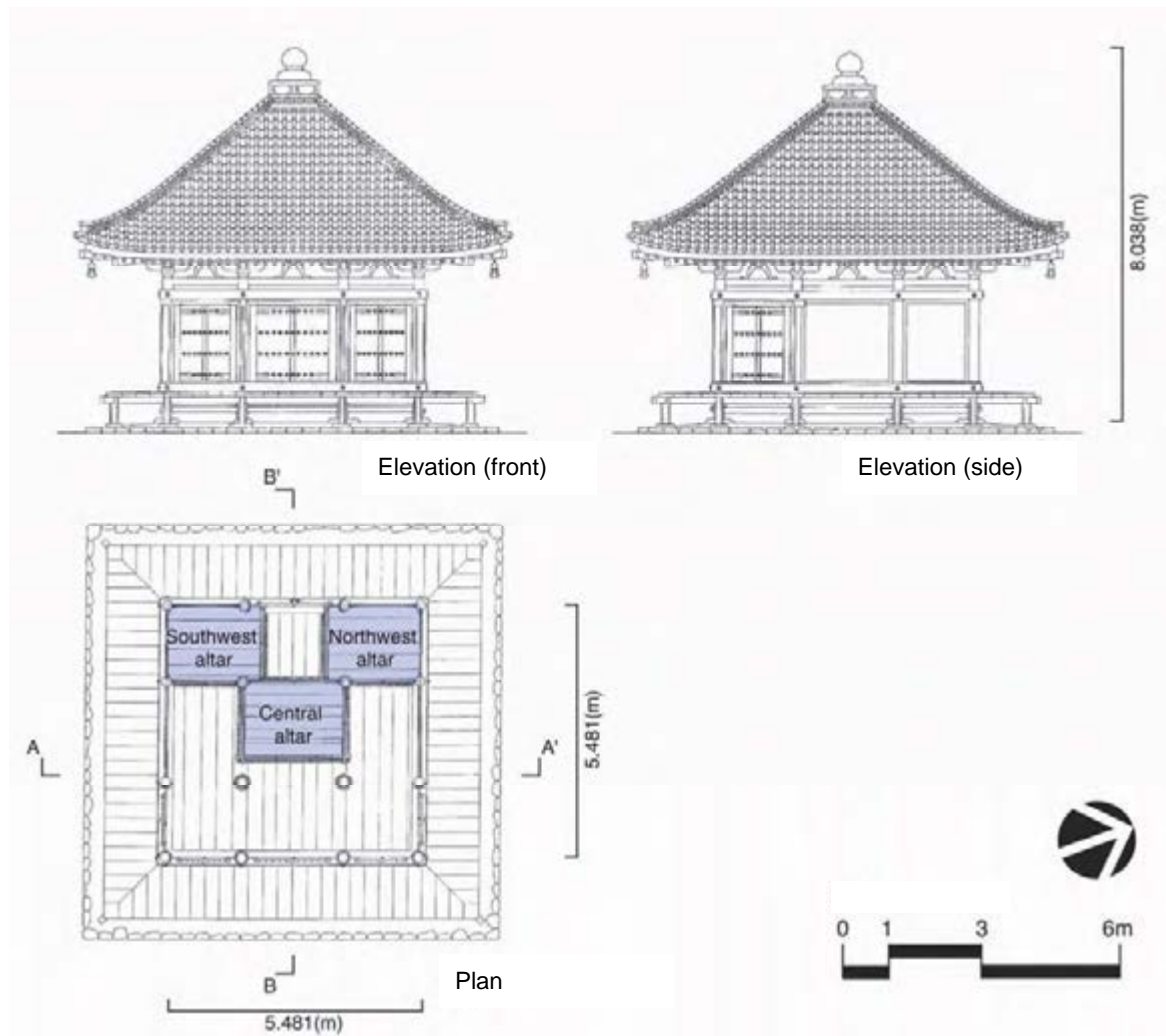 8.038(m)
Elevation (front)
Elevation (side)
B'
Southwest
altar
Northwest
altar
Central
altar
A
A'
5.481(m)
B
Plan
5.481(m)
0 1 3 6m